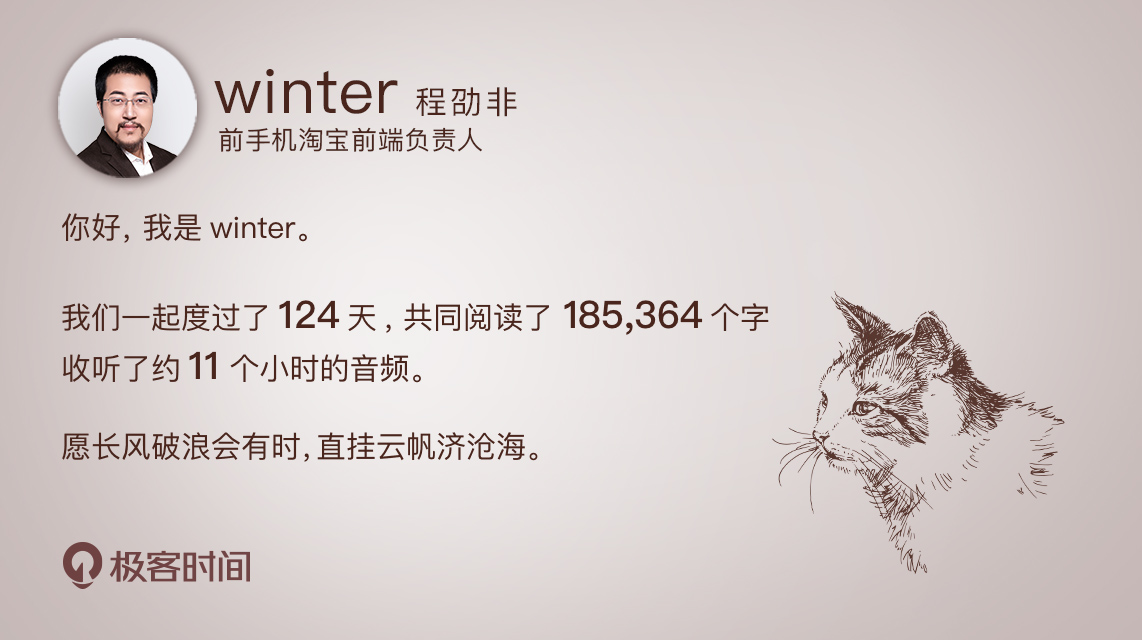 winter 程劭非
前手机淘宝前端负责人
你好，我是 winter。
我们一起度过了 124 天，共同阅读了 185,364 个字
收听了约 11 个小时的音频。
愿长风破浪会有时，直挂云帆济沧海。
极客时间